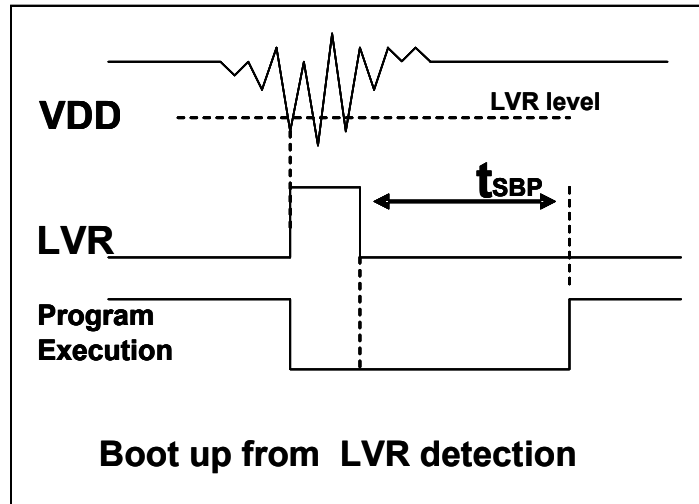 LVR level
VDD
tSBP
LVR
Program
Execution
Boot up from LVR detection